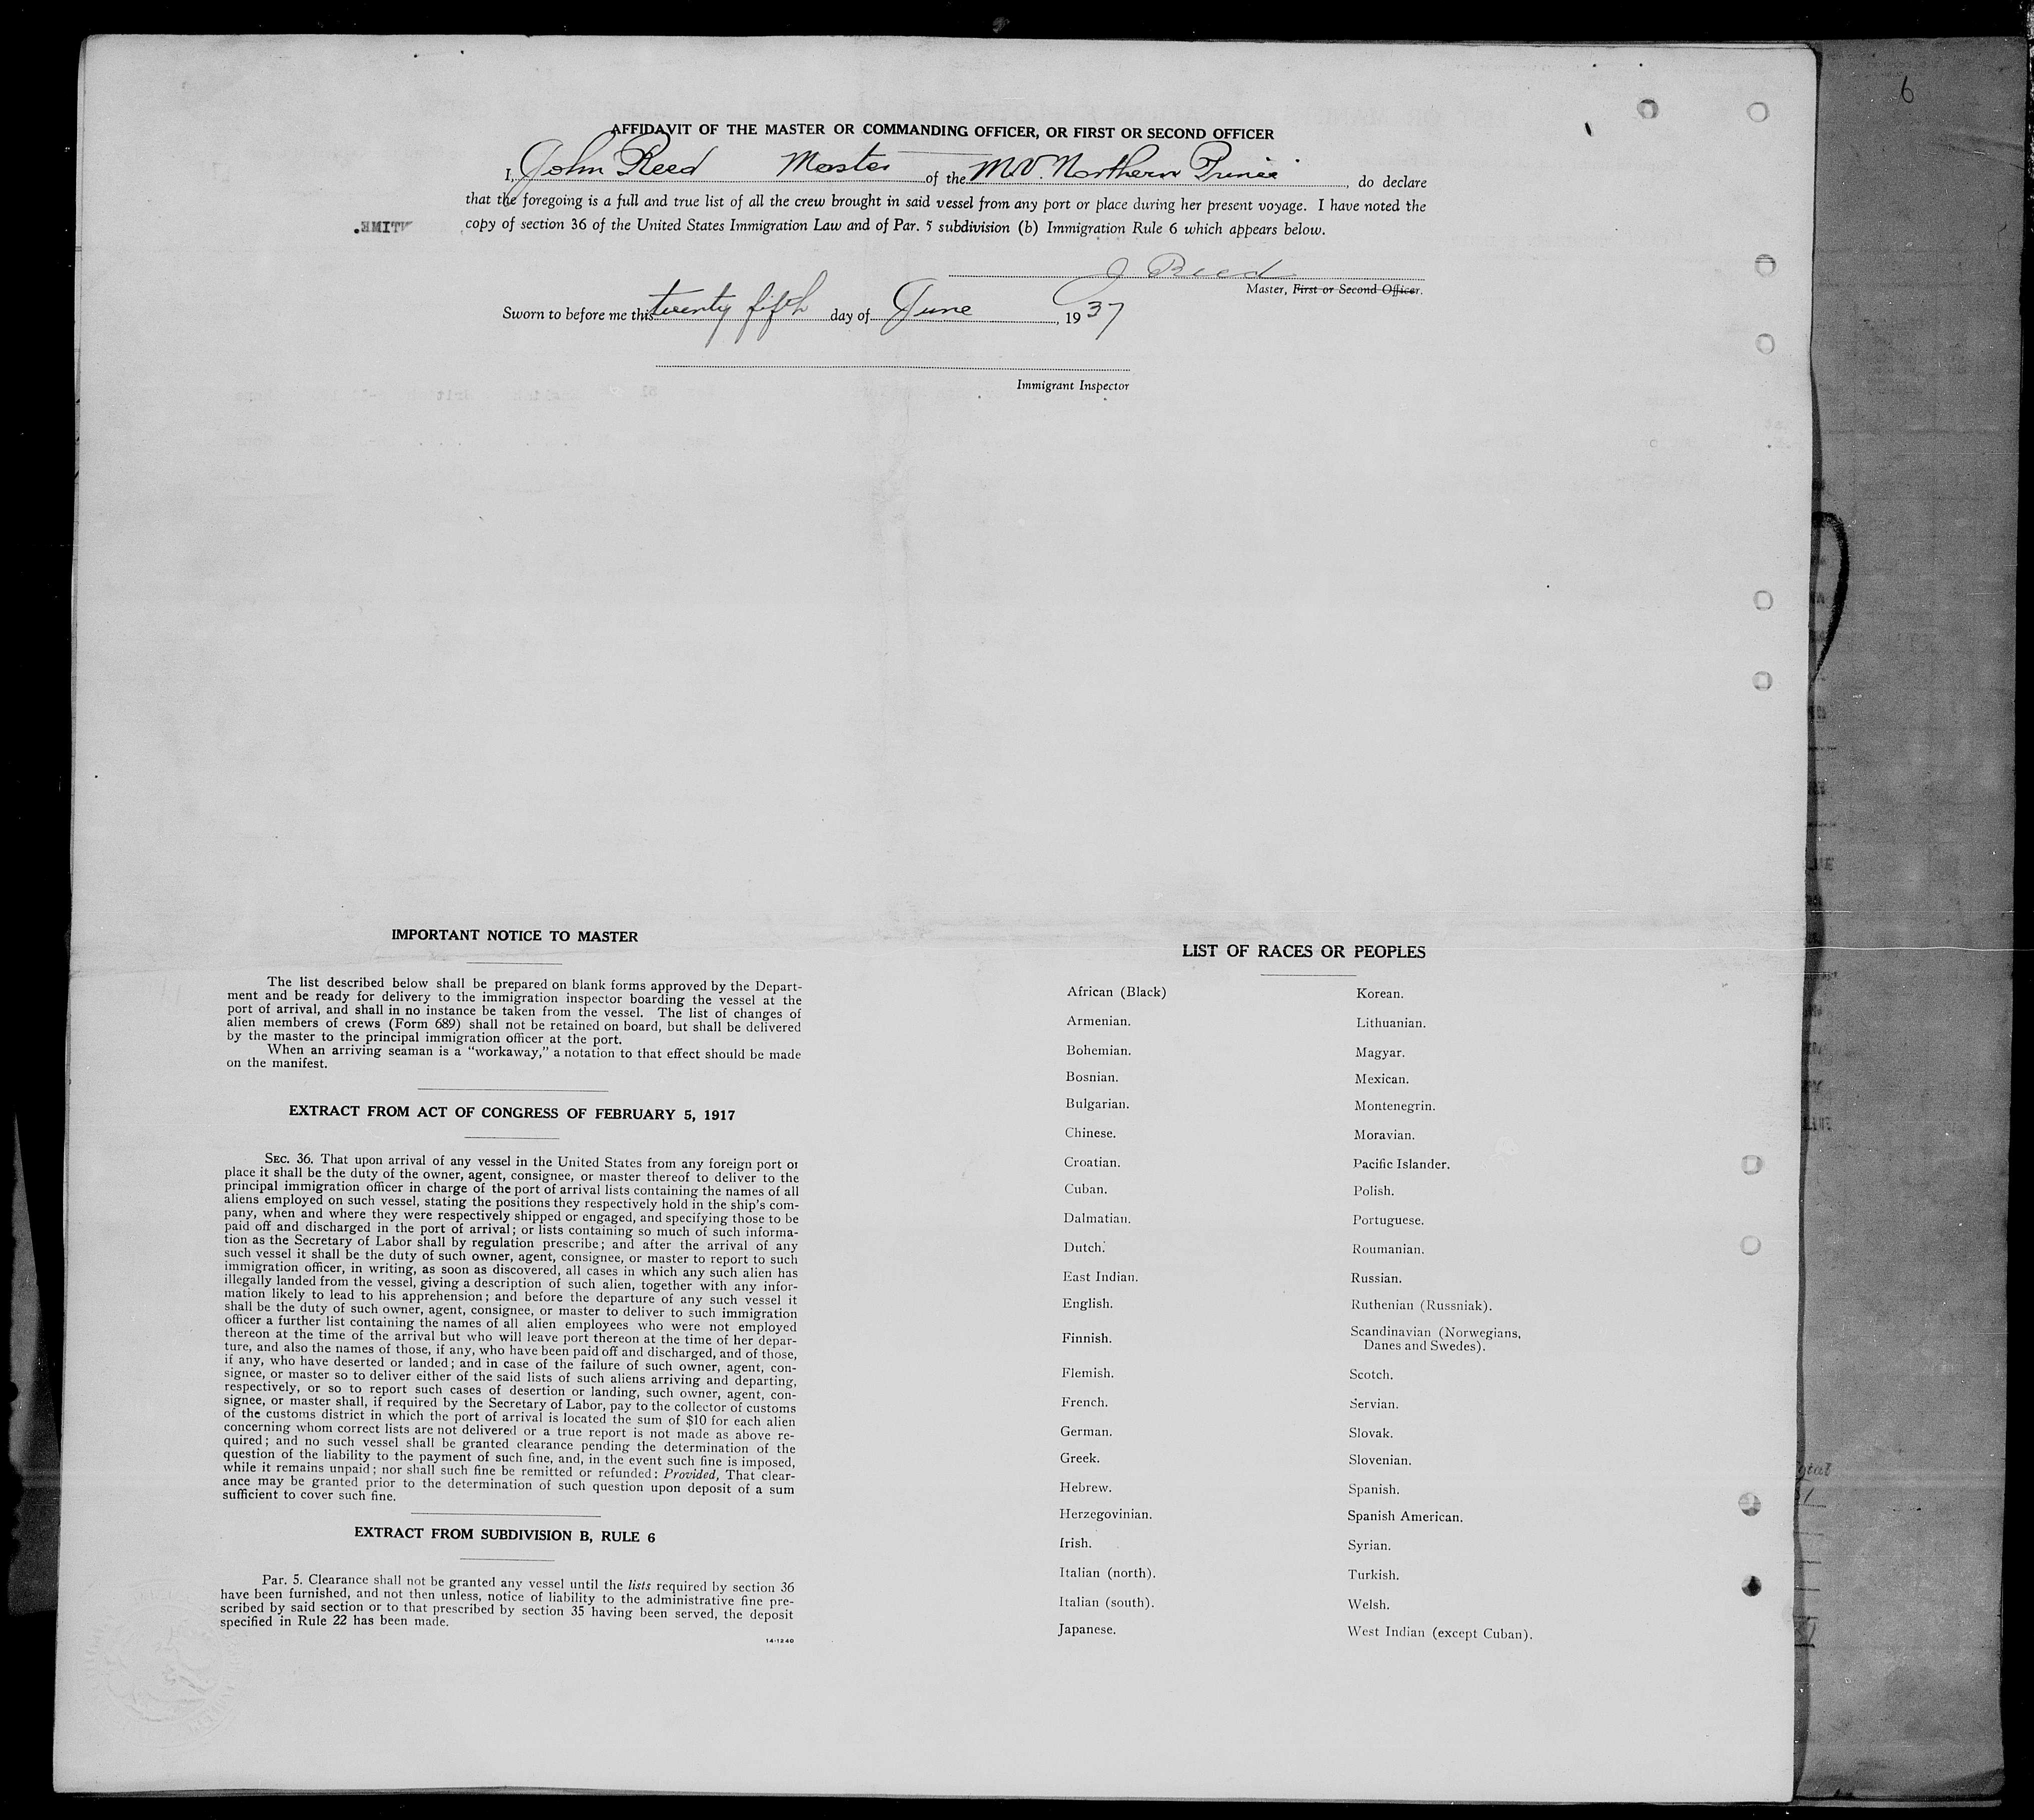 6
AFFIDAVIT OF THE MASTER OR COMMANDING OFFICER, OR FIRST OR SECOND OFFICER
I, John Reed Master of the M.V. Northern Prince, do declare
that the foregoing is a full and true list of all the crew brought in said vessel from any port or place during her present voyage. I have noted the
copy of section 36 of the United States Immigration Law and of Par. 5 subdivision (b) Immigration Rule 6 which appears below.
J Reed
Master, First or Second Officer.
Sworn to before me this twenty fifth day of June, 1937
Immigrant Inspector
IMPORTANT NOTICE TO MASTER
The list described below shall be prepared on blank forms approved by the Depart-
ment and be ready for delivery to the immigration inspector boarding the vessel at the
port of arrival, and shall in no instance be taken from the vessel. The list of changes of
alien members of crews (Form 689) shall not be retained on board, but shall be delivered
by the master to the principal immigration officer at the port.
When an arriving seaman is a "workaway," a notation to that effect should be made
on the manifest.
EXTRACT FROM ACT OF CONGRESS OF FEBRUARY 5, 1917
SEC. 36. That upon arrival of any vessel in the United States from any foreign port or
place it shall be the duty of the owner, agent, consignee, or master thereof to deliver to the
principal immigration officer in charge of the port of arrival lists containing the names of all
aliens employed on such vessel, stating the positions they respectively hold in the ship's com-
pany, when and where they were respectively shipped or engaged, and specifying those to be
paid off and discharged in the port of arrival; or lists containing so much of such informa-
tion as the Secretary of Labor shall by regulation prescribe; and after the arrival of any
such vessel it shall be the duty of such owner, agent, consignee, or master to report to such
immigration officer, in writing, as soon as discovered, all cases in which any such alien has
illegally landed from the vessel, giving a description of such alien, together with any infor-
mation likely to lead to his apprehension; and before the departure of any such vessel it
shall be the duty of such owner, agent, consignee, or master to deliver to such immigration
officer a further list containing the names of all alien employees who were not employed
thereon at the time of the arrival but who will leave port thereon at the time of her depar-
ture, and also the names of those, if any, who have been paid off and discharged, and of those,
if any, who have deserted or landed; and in case of the failure of such owner, agent, con-
signee, or master so to deliver either of the said lists of such aliens arriving and departing,
respectively, or so to report such cases of desertion or landing, such owner, agent, con-
signee, or master shall, if required by the Secretary of Labor, pay to the collector of customs
of the customs district in which the port of arrival is located the sum of $10 for each alien
concerning whom correct lists are not delivered or a true report is not made as above re-
quired; and no such vessel shall be granted clearance pending the determination of the
question of the liability to the payment of such fine, and, in the event such fine is imposed,
while it remains unpaid; nor shall such fine be remitted or refunded: Provided, That clear-
ance may be granted prior to the determination of such question upon deposit of a sum
sufficient to cover such fine.
EXTRACT FROM SUBDIVISION B, RULE 6
Par. 5. Clearance shall not be granted any vessel until the lists required by section 36
have been furnished, and not then unless, notice of liability to the administrative fine pre-
scribed by said section or to that prescribed by section 35 having been served, the deposit
specified in Rule 22 has been made.
14-1240
LIST OF RACES OR PEOPLES
African (Black)
Armenian.
Bohemian.
Bosnian.
Bulgarian.
Chinese.
Croatian.
Cuban.
Dalmatian.
Dutch.
East Indian.
English.
Finnish.
Flemish.
French.
German.
Greek.
Hebrew.
Herzegovinian.
Irish.
Italian (north).
Italian (south).
Japanese.
Korean.
Lithuanian.
Magyar.
Mexican.
Montenegrin.
Moravian.
Pacific Islander.
Polish.
Portuguese.
Roumanian.
Russian.
Ruthenian (Russniak).
Scandinavian (Norwegians,
Danes and Swedes).
Scotch.
Servian.
Slovak.
Slovenian.
Spanish.
Spanish American.
Syrian.
Turkish.
Welsh.
West Indian (except Cuban).